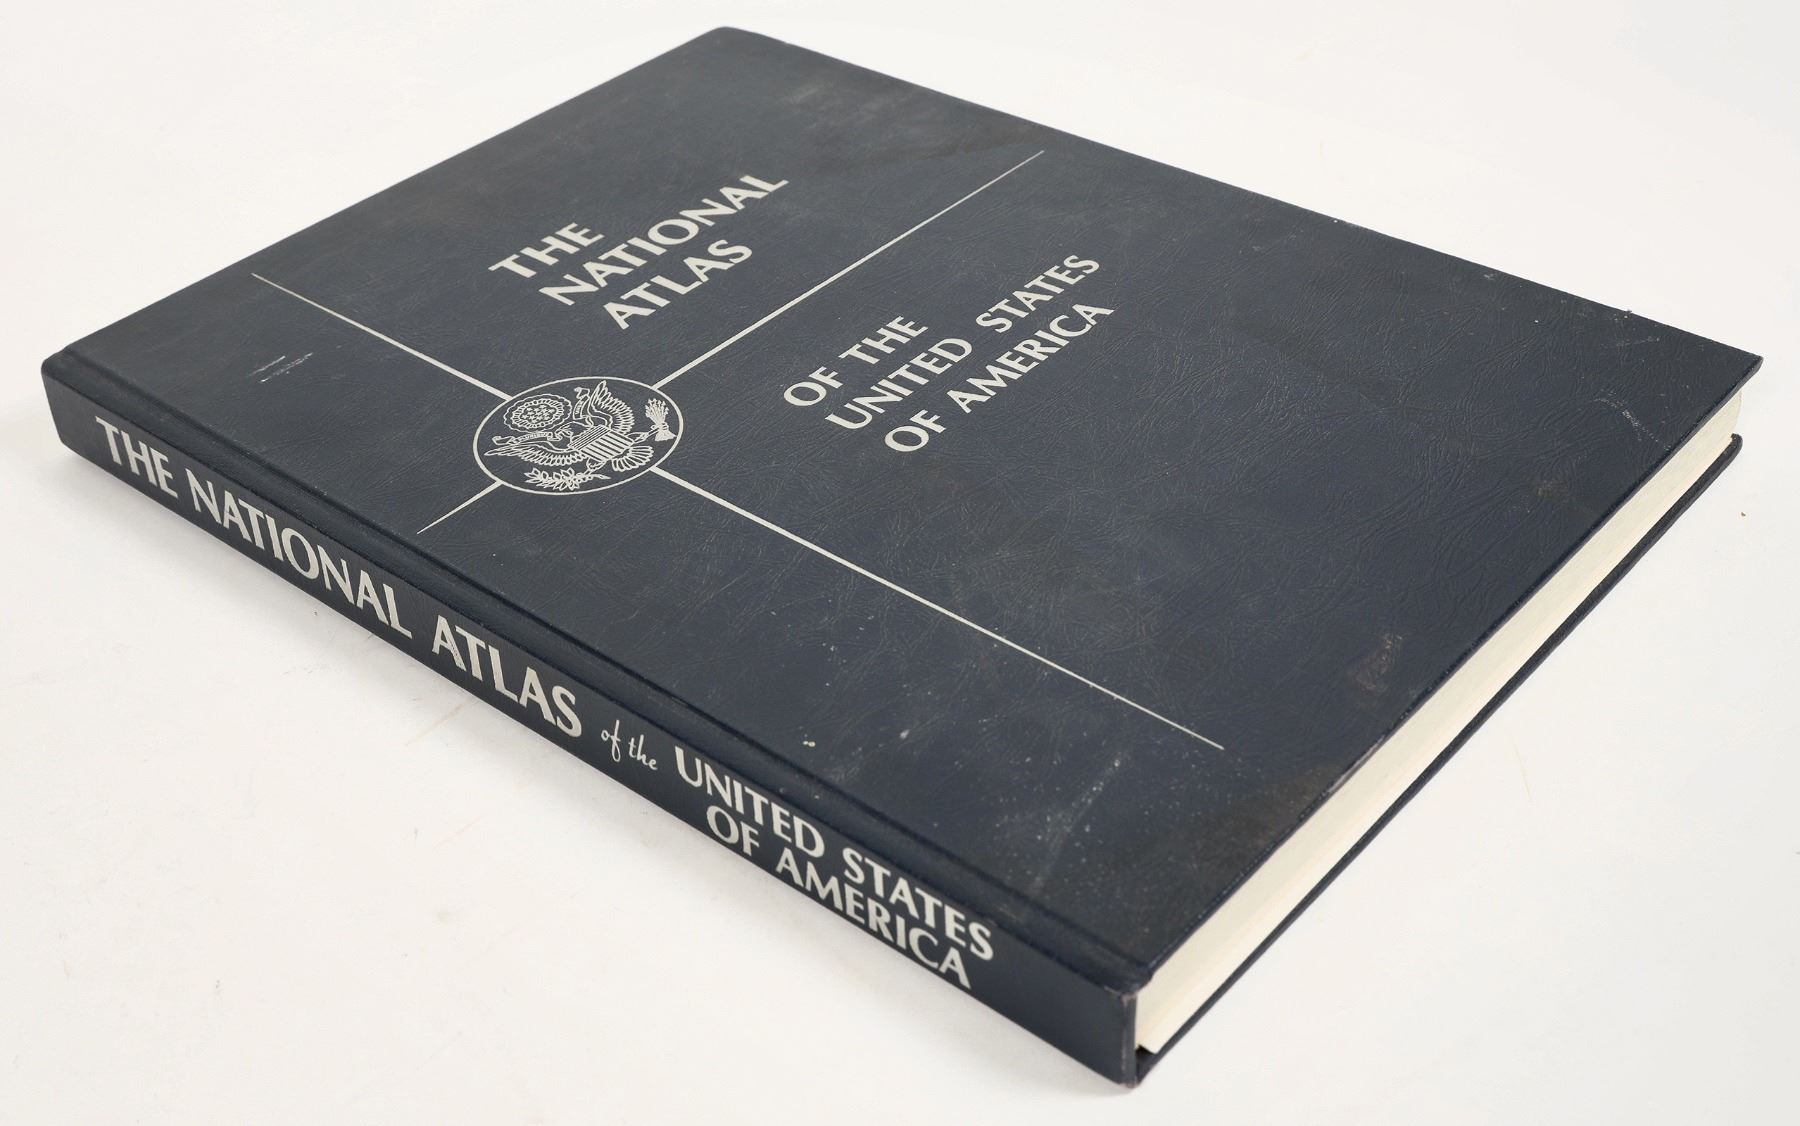 THE
NATIONAL
ATLAS
OF THE
UNITED STATES
OF AMERICA
THE NATIONAL ATLAS of the UNITED STATES
OF AMERICA